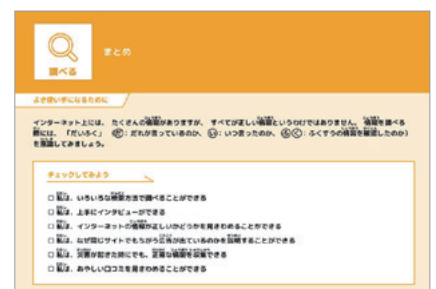 調べる
まとめ
よき使い手になるために
インターネット上には、たくさんの情報がありますが、すべてが正しい情報というわけではありません。情報を調べる
際には、「だいふく」（だ：だれが言っているのか、い：いつ言ったのか、ふく：ふくすうの情報を確認したのか）
を意識してみましょう。
チェックしてみよう
□ 私は、いろいろな検索方法で調べることができる
□ 私は、上手にインタビューができる
□ 私は、インターネットの情報が正しいかどうかを見きわめることができる
□ 私は、なぜ同じサイトでもちがう広告が出ているのかを説明することができる
□ 私は、災害が起きた時にでも、正確な情報を収集できる
□ 私は、あやしい口コミを見きわめることができる